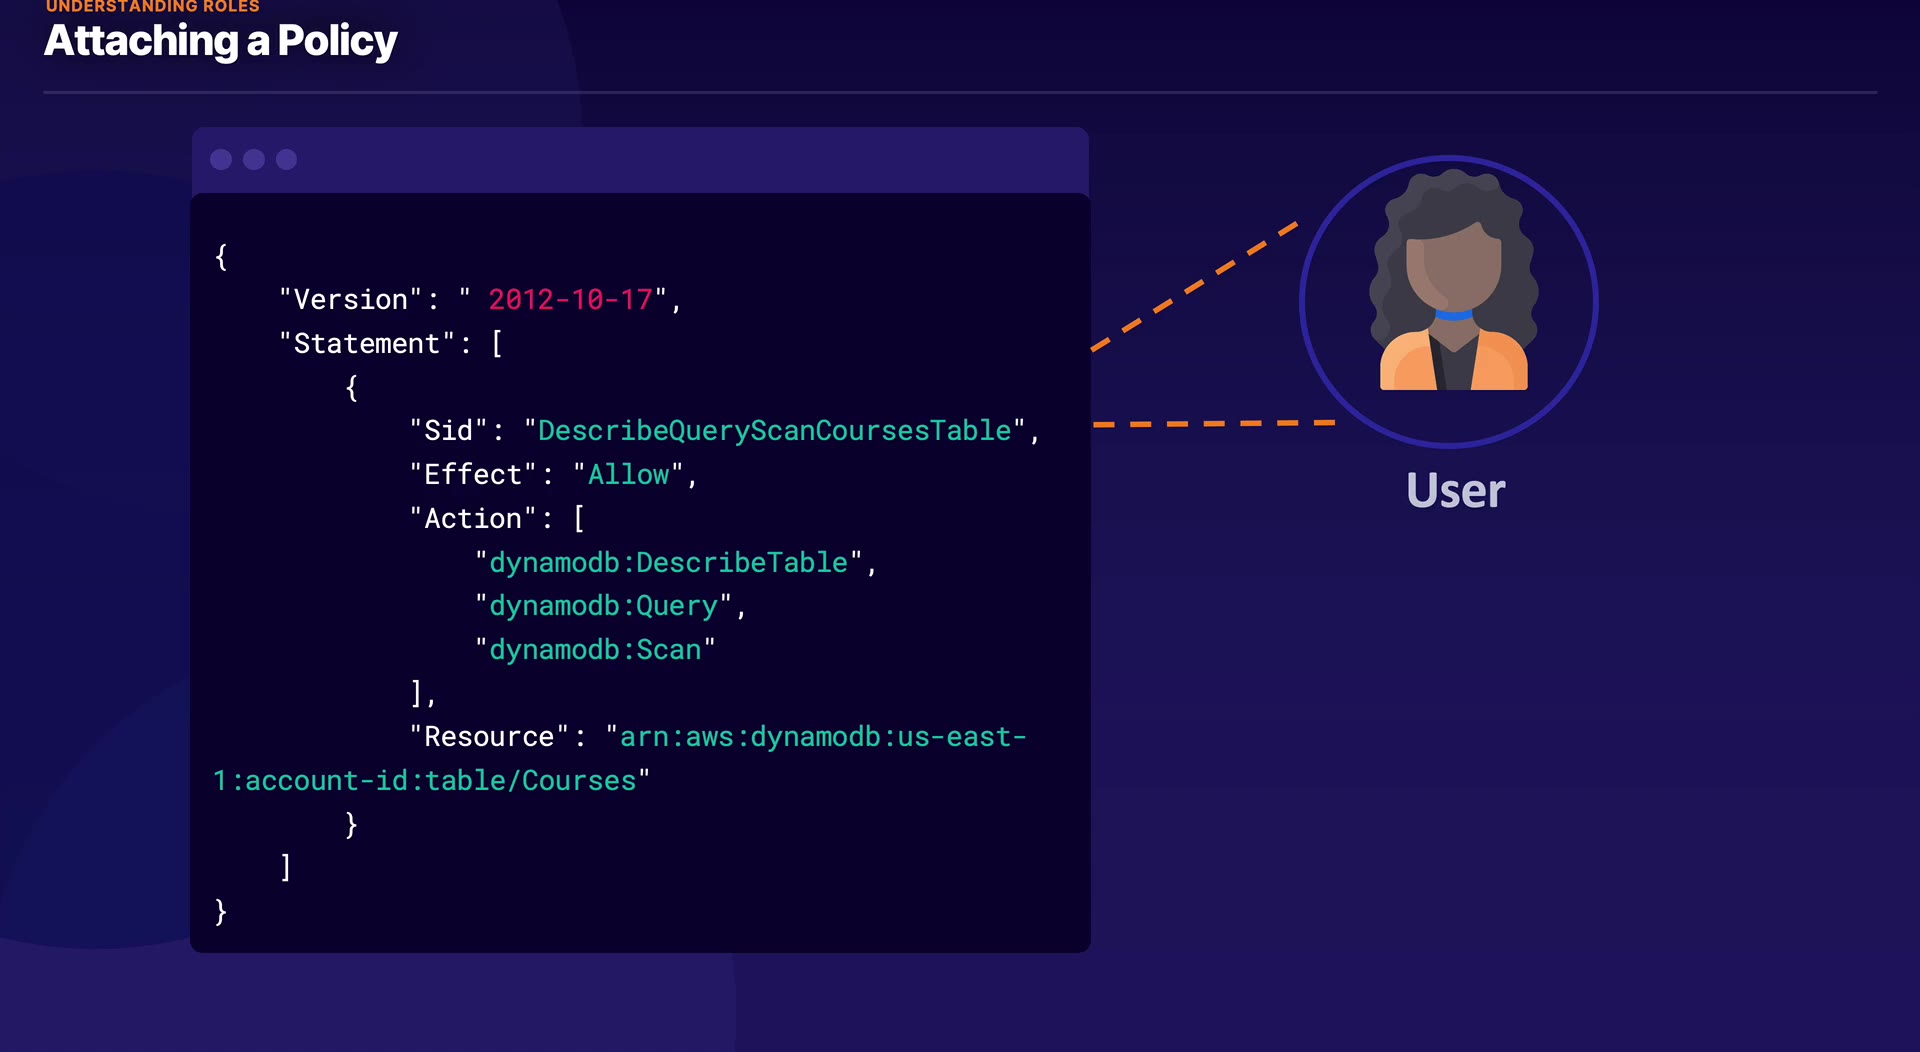 UNDERSTANDING ROLES
Attaching a Policy
{
"Version": " 2012-10-17",
"Statement": [
{
"Sid": "DescribeQueryScanCoursesTable",
"Effect": "Allow",
"Action": [
"dynamodb:DescribeTable",
"dynamodb:Query",
"dynamodb:Scan"
],
"Resource": "arn:aws:dynamodb:us-east-
1:account-id:table/Courses"
}
]
}
User